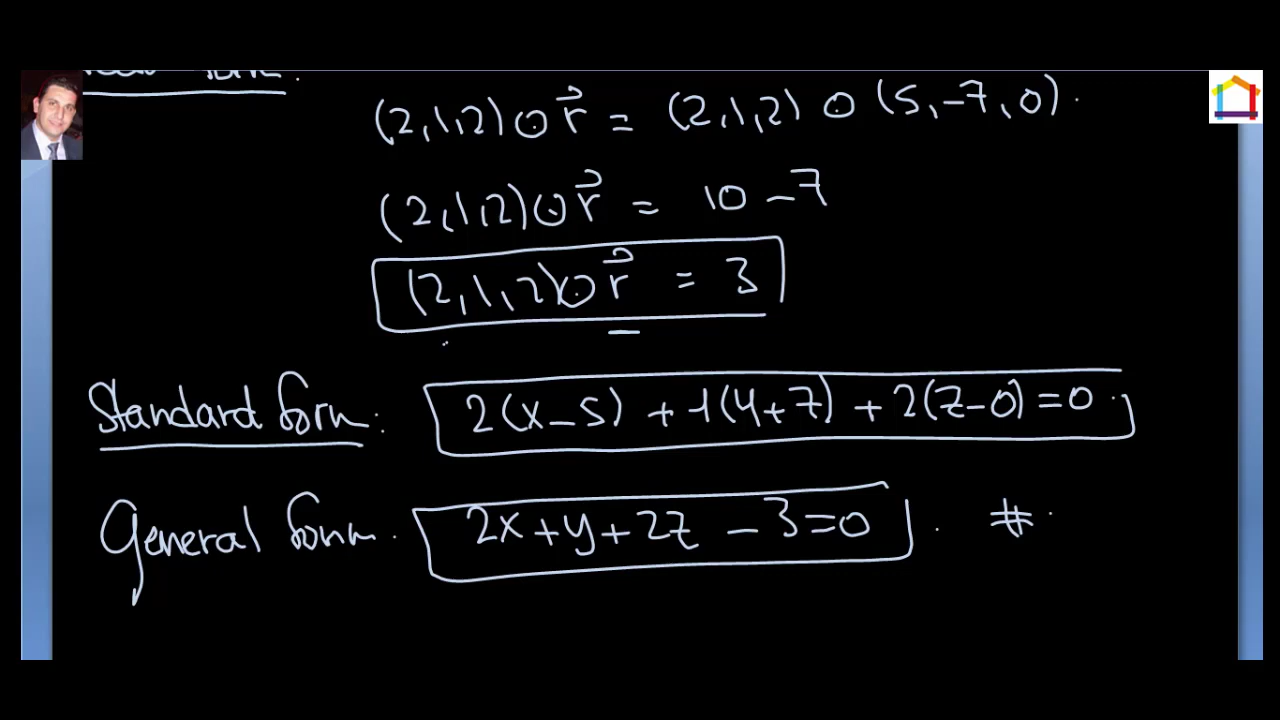 form:
(2,1,2) ⊙ r⃗ = (2,1,2) ⊙ (5,-7,0).
(2,1,2) ⊙ r⃗ = 10 - 7
(2,1,2) ⊙ r⃗ = 3
Standard form: 2(x-5) + 1(y+7) + 2(z-0) = 0.
General form. 2x + y + 2z - 3 = 0. #